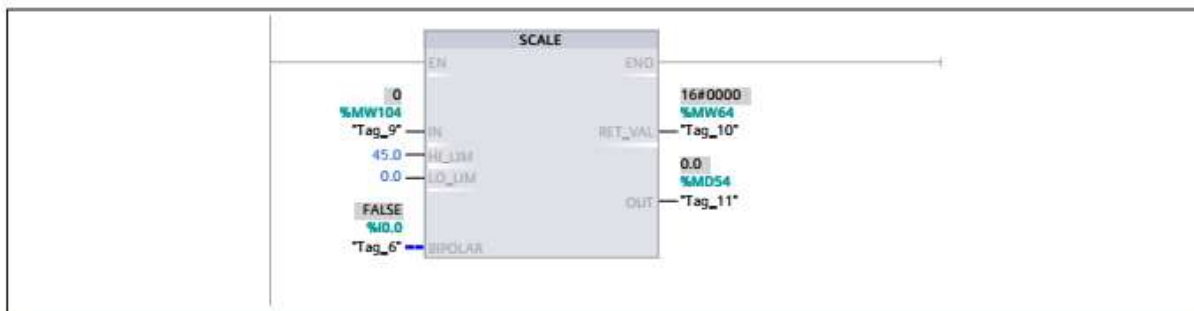 SCALE
EN ENO
0
%MW104
"Tag_9" IN
45.0 HI_LIM
0.0 LO_LIM
FALSE
%I0.0
"Tag_6" BIPOLAR
16#0000
%MW64
RET_VAL "Tag_10"
0.0
%MD54
OUT "Tag_11"